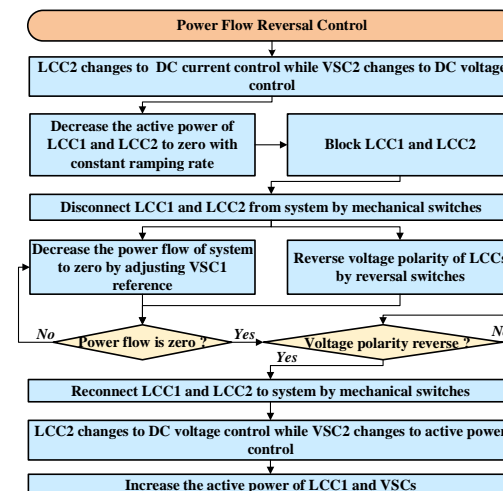 Power Flow Reversal Control
LCC2 changes to DC current control while VSC2 changes to DC voltage
control
Decrease the active power of
LCC1 and LCC2 to zero with
constant ramping rate
Block LCC1 and LCC2
Disconnect LCC1 and LCC2 from system by mechanical switches
Decrease the power flow of system
to zero by adjusting VSC1
reference
Reverse voltage polarity of LCCs
by reversal switches
No
Power flow is zero ?
Yes
Voltage polarity reverse ?
No
Yes
Reconnect LCC1 and LCC2 to system by mechanical switches
LCC2 changes to DC voltage control while VSC2 changes to active power
control
Increase the active power of LCC1 and VSCs